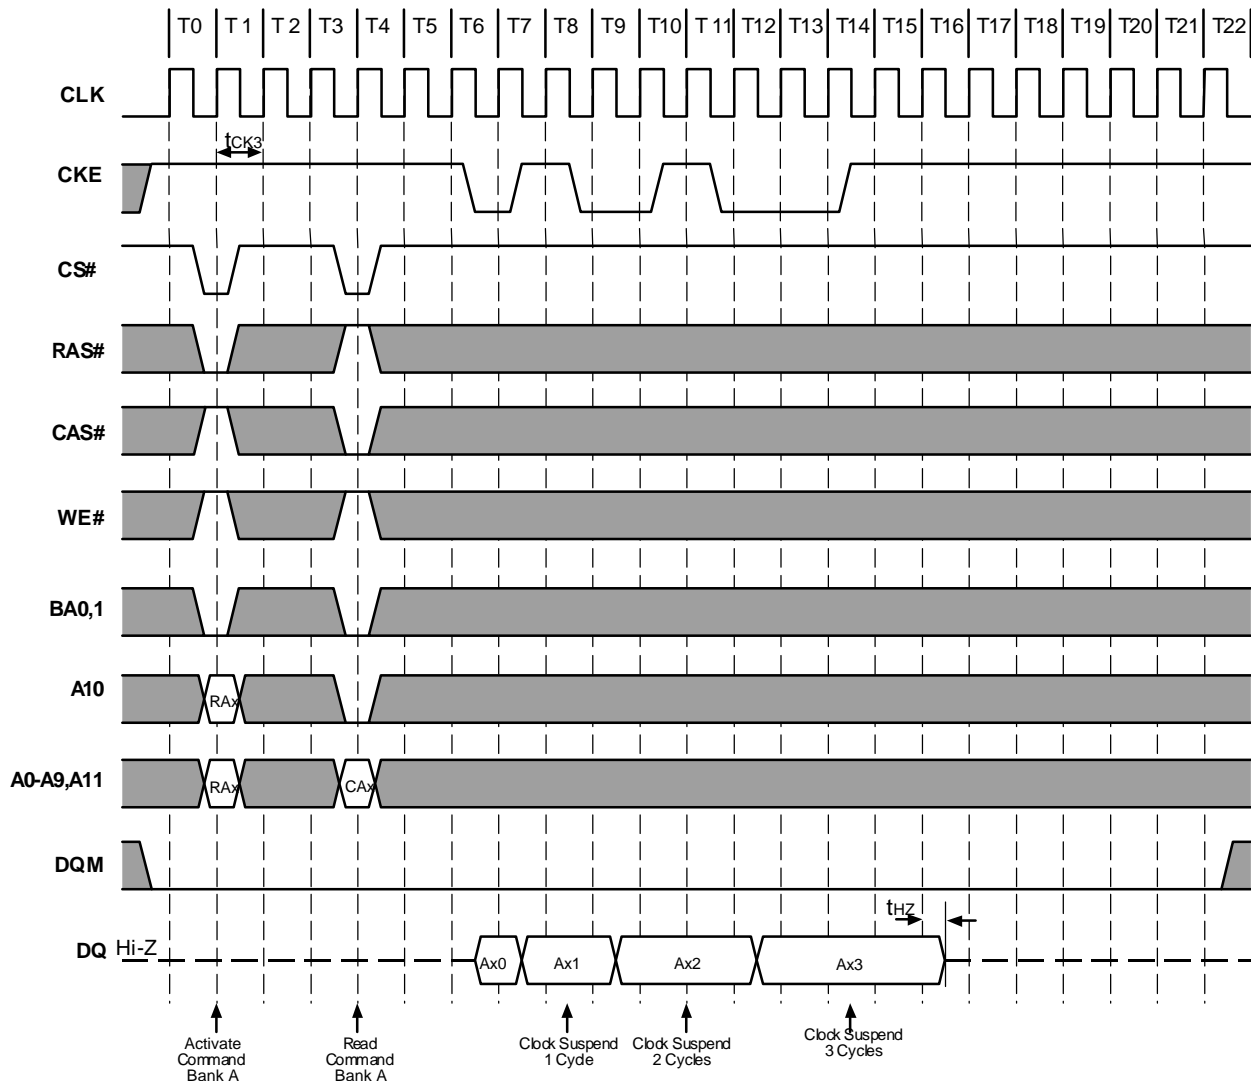 T0 T 1 T 2 T3 T4 T5 T6 T7 T8 T9 T10 T 11 T12 T13 T14 T15 T16 T17 T18 T19 T20 T21 T22
CLK
tCK3
CKE
CS#
RAS#
CAS#
WE#
BA0,1
A10
RAx
A0-A9,A11
RAx CAx
DQM
tHZ
DQ Hi-Z
Ax0 Ax1 Ax2 Ax3
Activate
Command
Bank A
Read
Command
Bank A
Clock Suspend
1 Cycle
Clock Suspend
2 Cycles
Clock Suspend
3 Cycles